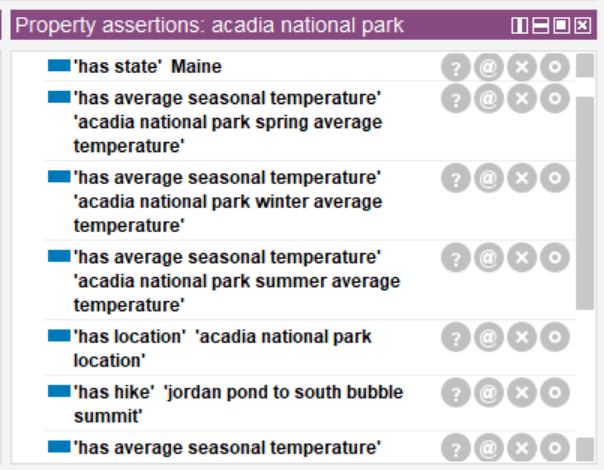 Property assertions: acadia national park
'has state' Maine
'has average seasonal temperature'
'acadia national park spring average
temperature'
'has average seasonal temperature'
'acadia national park winter average
temperature'
'has average seasonal temperature'
'acadia national park summer average
temperature'
'has location' 'acadia national park
location'
'has hike' 'jordan pond to south bubble
summit'
'has average seasonal temperature'